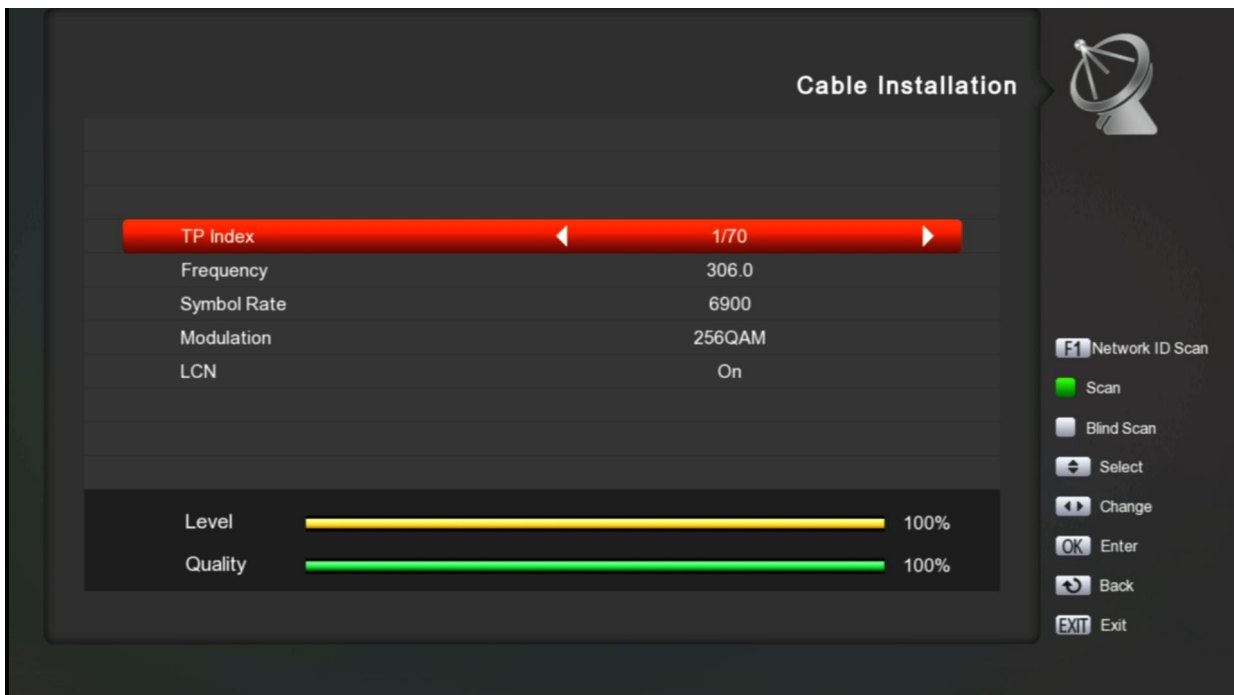 Cable Installation
TP Index 1/70
Frequency 306.0
Symbol Rate 6900
Modulation 256QAM
LCN On
Level 100%
Quality 100%
F1 Network ID Scan
Scan
Blind Scan
Select
Change
OK Enter
Back
EXIT Exit